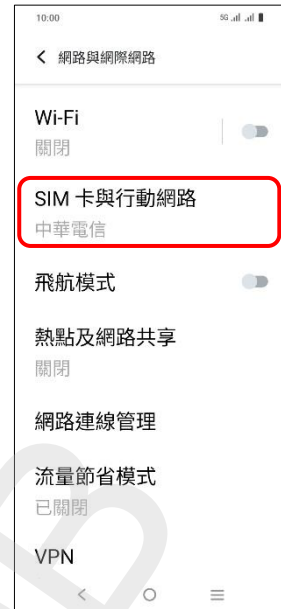 10:00
5G
網路與網際網路
Wi-Fi
關閉
SIM 卡與行動網路
中華電信
飛航模式
熱點及網路共享
關閉
網路連線管理
流量節省模式
已關閉
VPN